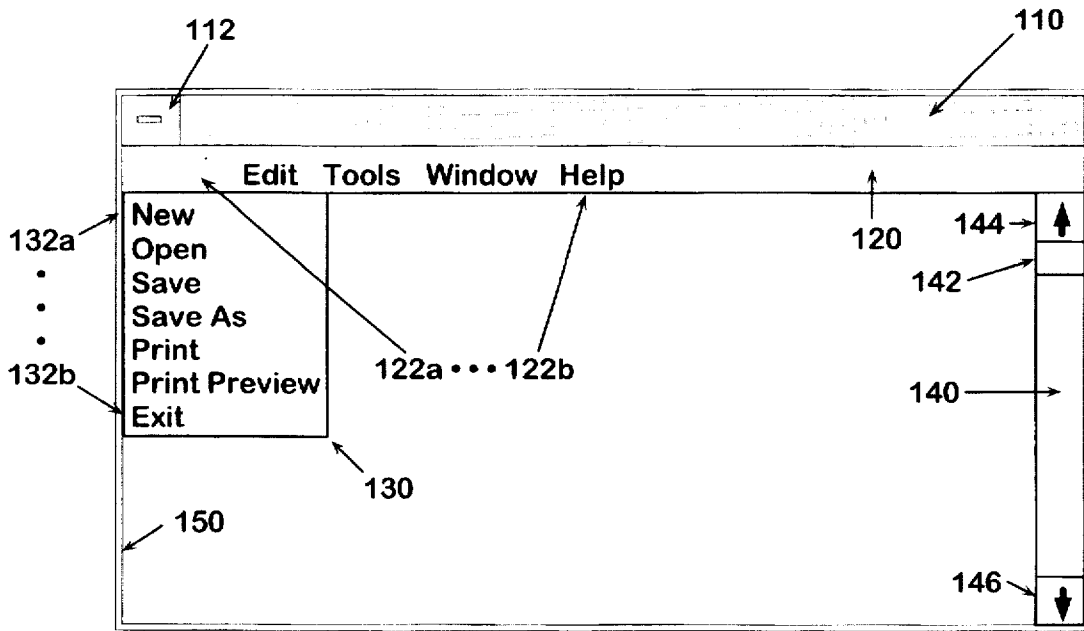 112
110
Edit Tools Window Help
132a
New
Open
Save
Save As
Print
Print Preview
Exit
132b
122a • • • 122b
120
144
142
140
130
150
146